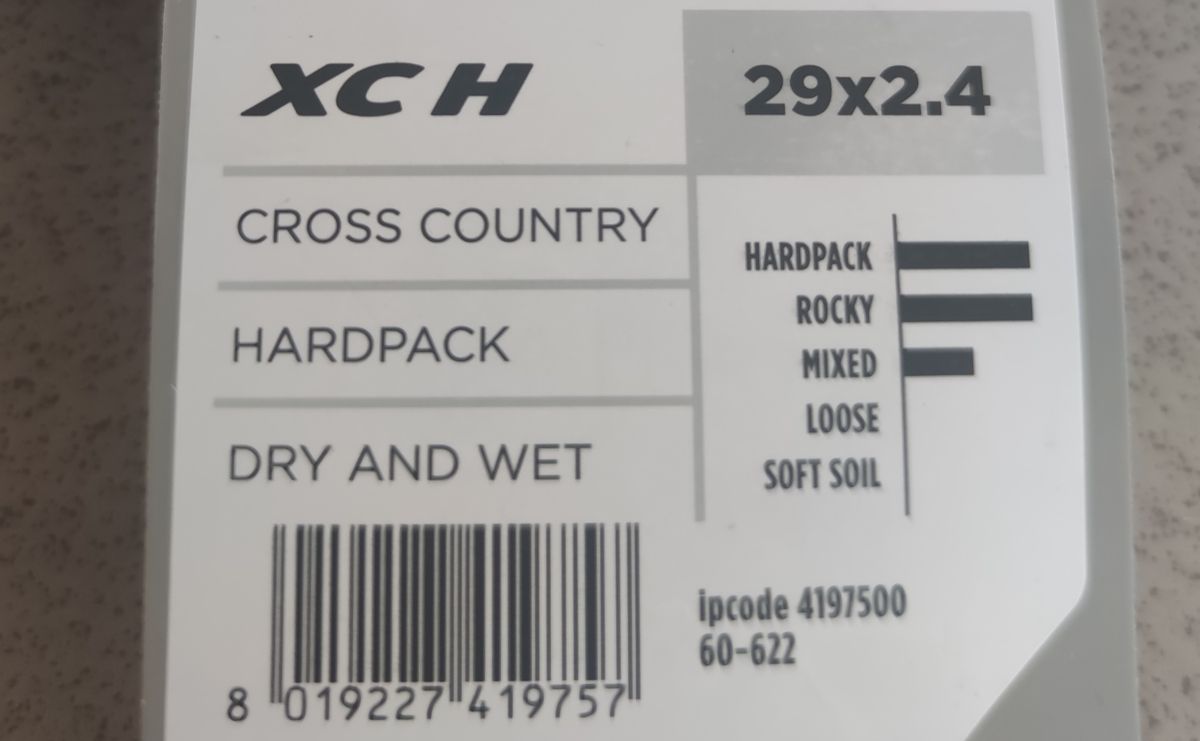 XC H
29x2.4
CROSS COUNTRY
HARDPACK
DRY AND WET
HARDPACK
ROCKY
MIXED
LOOSE
SOFT SOIL
ipcode 4197500
60-622
8 019227 419757